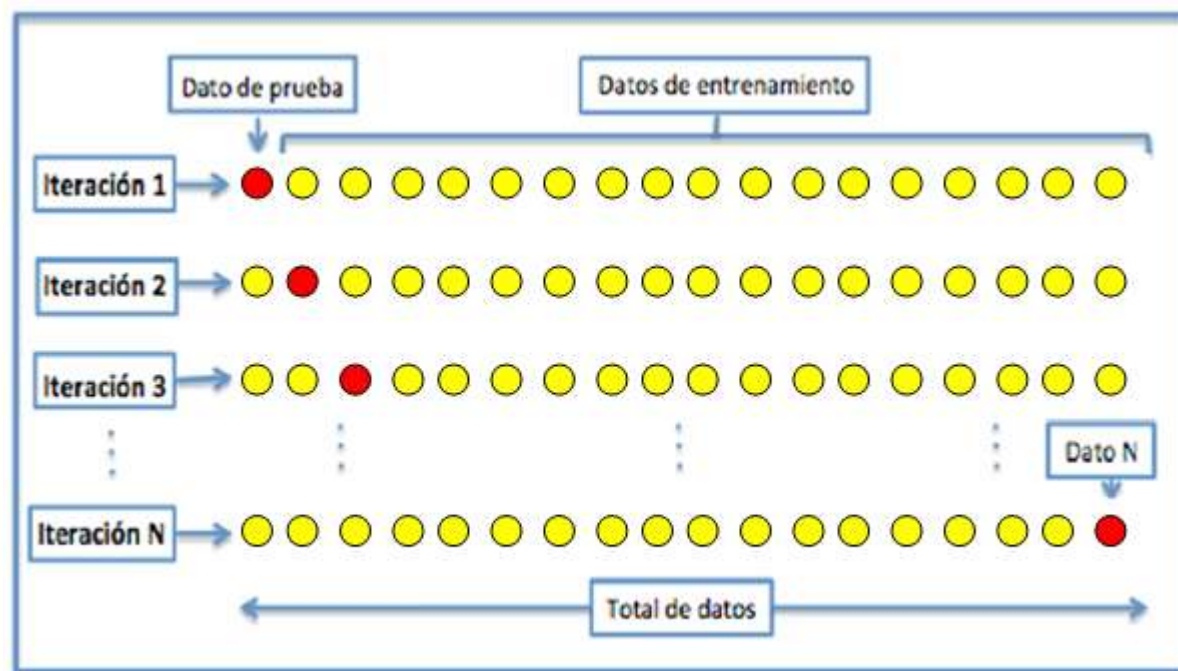 Dato de prueba
Datos de entrenamiento
Iteración 1
Iteración 2
Iteración 3
Dato N
Iteración N
Total de datos